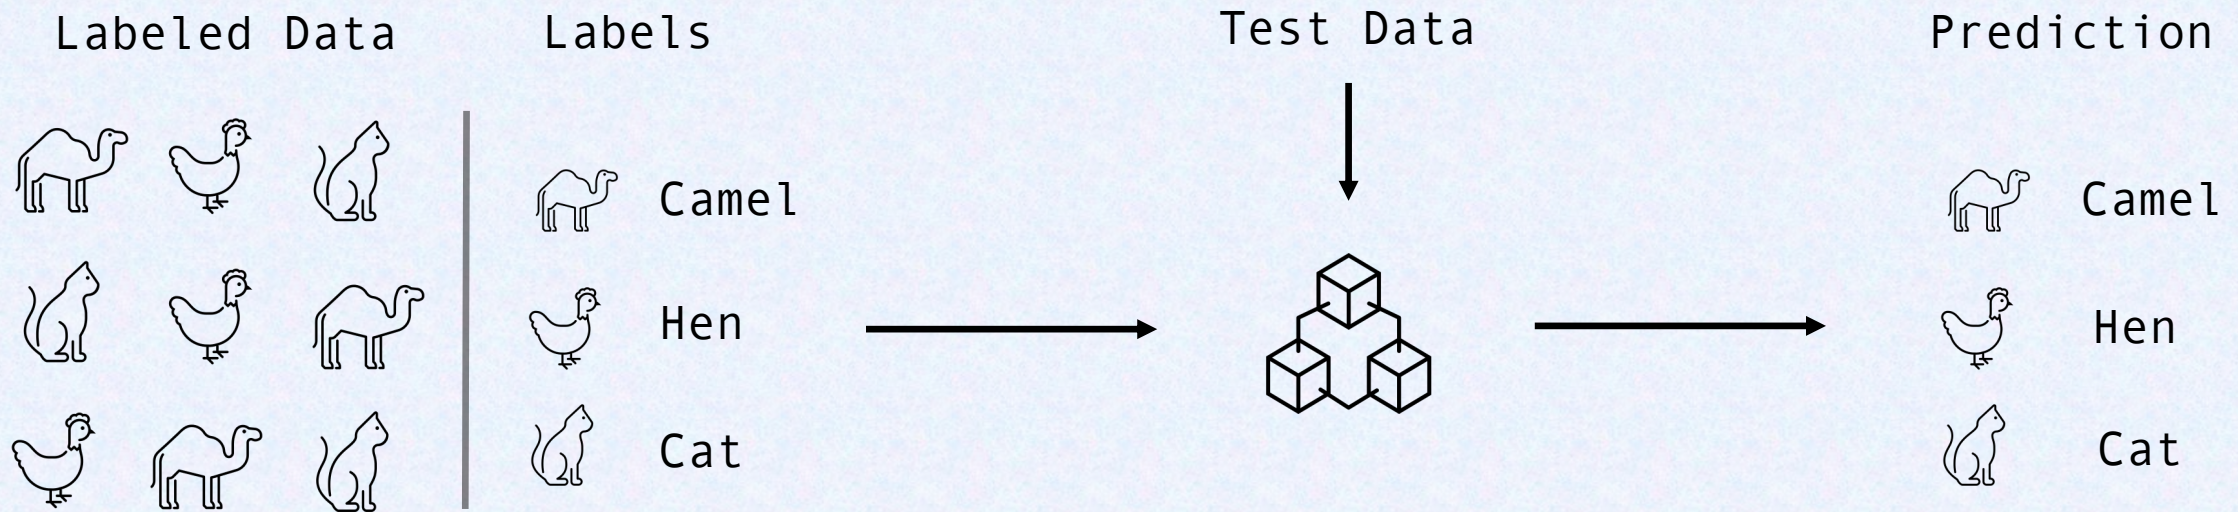 Labeled Data
Labels
Test Data
Prediction
Camel
Hen
Cat
Camel
Hen
Cat